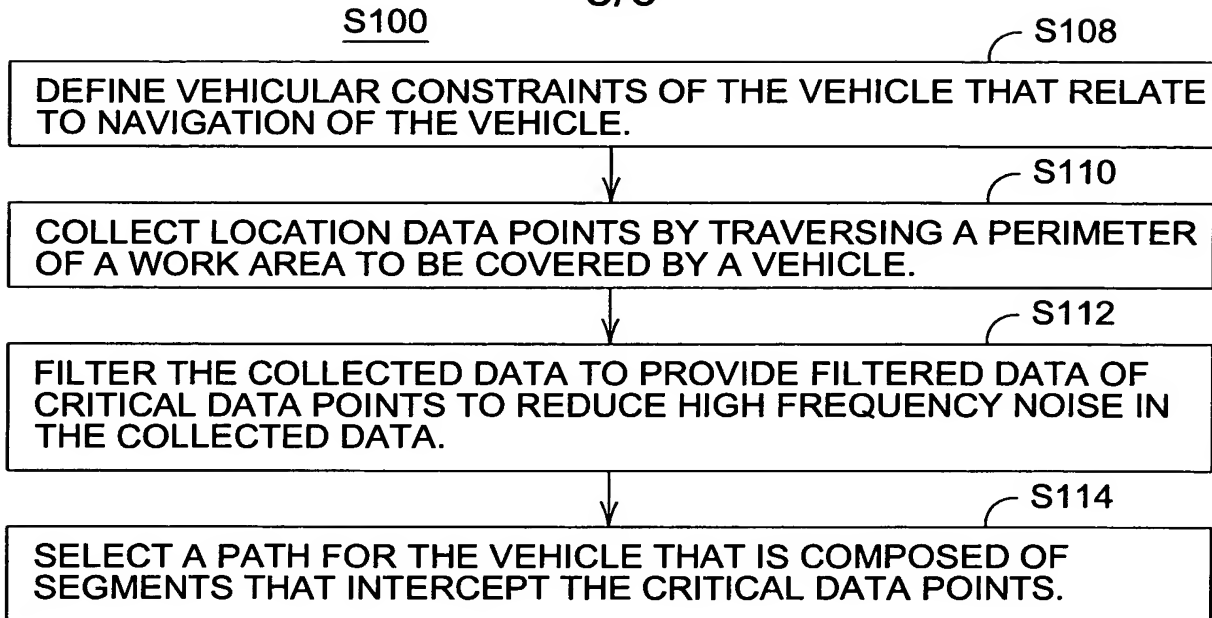 S100
S108
DEFINE VEHICULAR CONSTRAINTS OF THE VEHICLE THAT RELATE
TO NAVIGATION OF THE VEHICLE.
S110
COLLECT LOCATION DATA POINTS BY TRAVERSING A PERIMETER
OF A WORK AREA TO BE COVERED BY A VEHICLE.
S112
FILTER THE COLLECTED DATA TO PROVIDE FILTERED DATA OF
CRITICAL DATA POINTS TO REDUCE HIGH FREQUENCY NOISE IN
THE COLLECTED DATA.
S114
SELECT A PATH FOR THE VEHICLE THAT IS COMPOSED OF
SEGMENTS THAT INTERCEPT THE CRITICAL DATA POINTS.